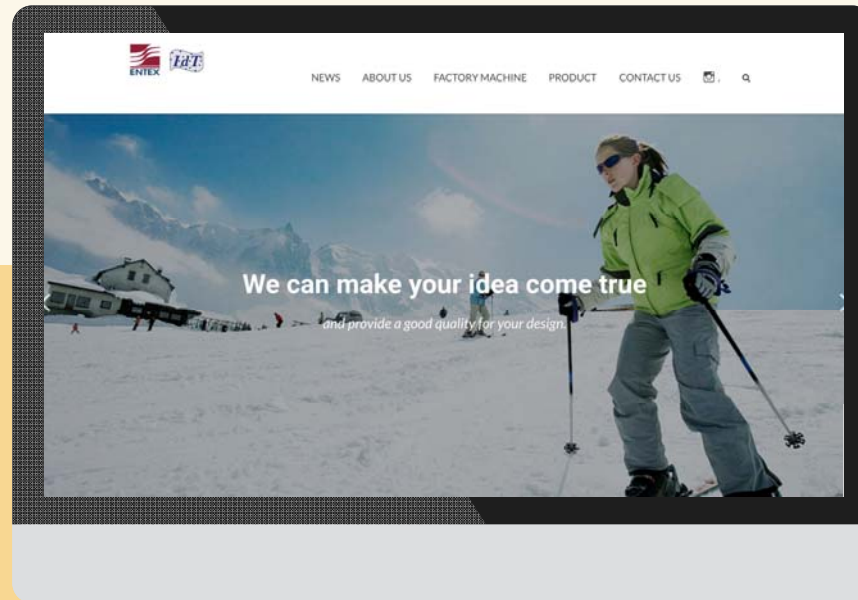 ENTEX
NEWS ABOUT US FACTORY MACHINE PRODUCT CONTACT US
We can make your idea come true
and provide a good quality for your design.